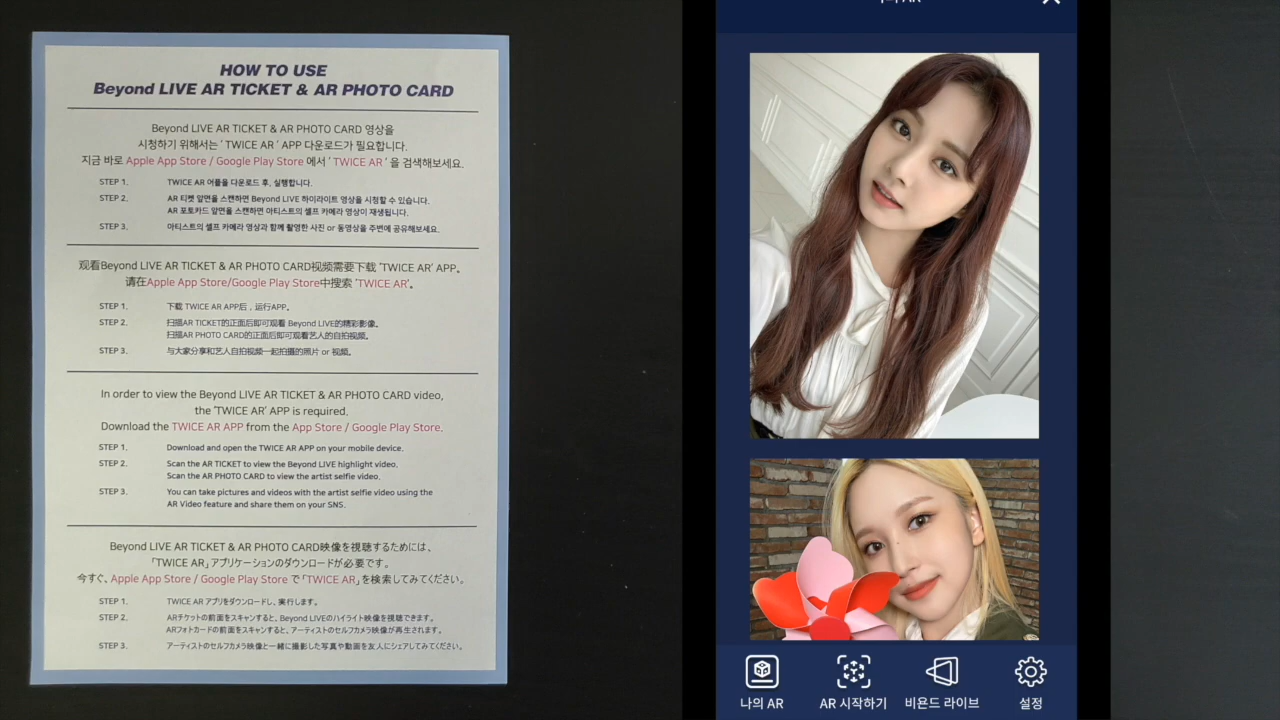 HOW TO USE
Beyond LIVE AR TICKET & AR PHOTO CARD
Beyond LIVE AR TICKET & AR PHOTO CARD 영상을
시청하기 위해서는 ' TWICE AR ' APP 다운로드가 필요합니다.
지금 바로 Apple App Store / Google Play Store 에서 ' TWICE AR ' 을 검색해보세요.
STEP 1. TWICE AR 어플을 다운로드 후, 실행합니다.
STEP 2. AR 티켓 앞면을 스캔하면 Beyond LIVE 하이라이트 영상을 시청할 수 있습니다.
AR 포토카드 앞면을 스캔하면 아티스트의 셀프 카메라 영상이 재생됩니다.
STEP 3. 아티스트의 셀프 카메라 영상과 함께 촬영한 사진 or 동영상을 주변에 공유해보세요.
观看Beyond LIVE AR TICKET & AR PHOTO CARD视频需要下载 'TWICE AR' APP。
请在Apple App Store/Google Play Store中搜索 'TWICE AR'。
STEP 1. 下载 TWICE AR APP后，运行APP。
STEP 2. 扫描AR TICKET的正面后即可观看 Beyond LIVE的精彩影像。
扫描AR PHOTO CARD的正面后即可观看艺人的自拍视频。
STEP 3. 与大家分享和艺人自拍视频一起拍摄的照片 or 视频。
In order to view the Beyond LIVE AR TICKET & AR PHOTO CARD video,
the 'TWICE AR' APP is required.
Download the TWICE AR APP from the App Store / Google Play Store.
STEP 1. Download and open the TWICE AR APP on your mobile device.
STEP 2. Scan the AR TICKET to view the Beyond LIVE highlight video.
Scan the AR PHOTO CARD to view the artist selfie video.
STEP 3. You can take pictures and videos with the artist selfie video using the
AR Video feature and share them on your SNS.
Beyond LIVE AR TICKET & AR PHOTO CARD映像を視聴するためには、
「TWICE AR」アプリケーションのダウンロードが必要です。
今すぐ、Apple App Store / Google Play Store で「TWICE AR」を検索してみてください。
STEP 1. TWICE AR アプリをダウンロードし、実行します。
STEP 2. ARチケットの前面をスキャンすると、Beyond LIVEのハイライト映像を視聴できます。
ARフォトカードの前面をスキャンすると、アーティストのセルフカメラ映像が再生されます。
STEP 3. アーティストのセルフカメラ映像と一緒に撮影した写真や動画を友人にシェアしてみてください。
나의 AR
AR 시작하기
비욘드 라이브
설정